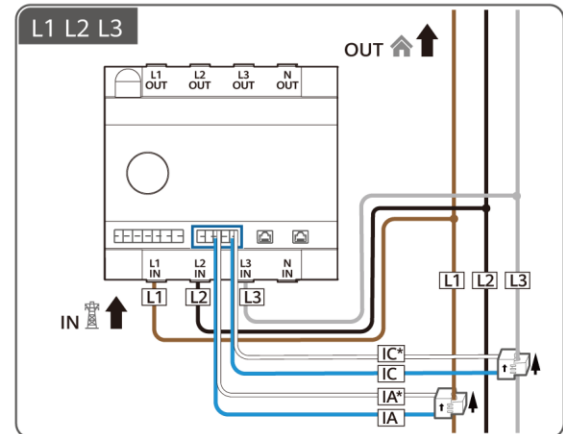 L1 L2 L3
OUT
L1 OUT
L2 OUT
L3 OUT
N OUT
L1 IN
L2 IN
L3 IN
N IN
L1
L2
L3
L1
L2
L3
IN
IC*
IC
IA*
IA